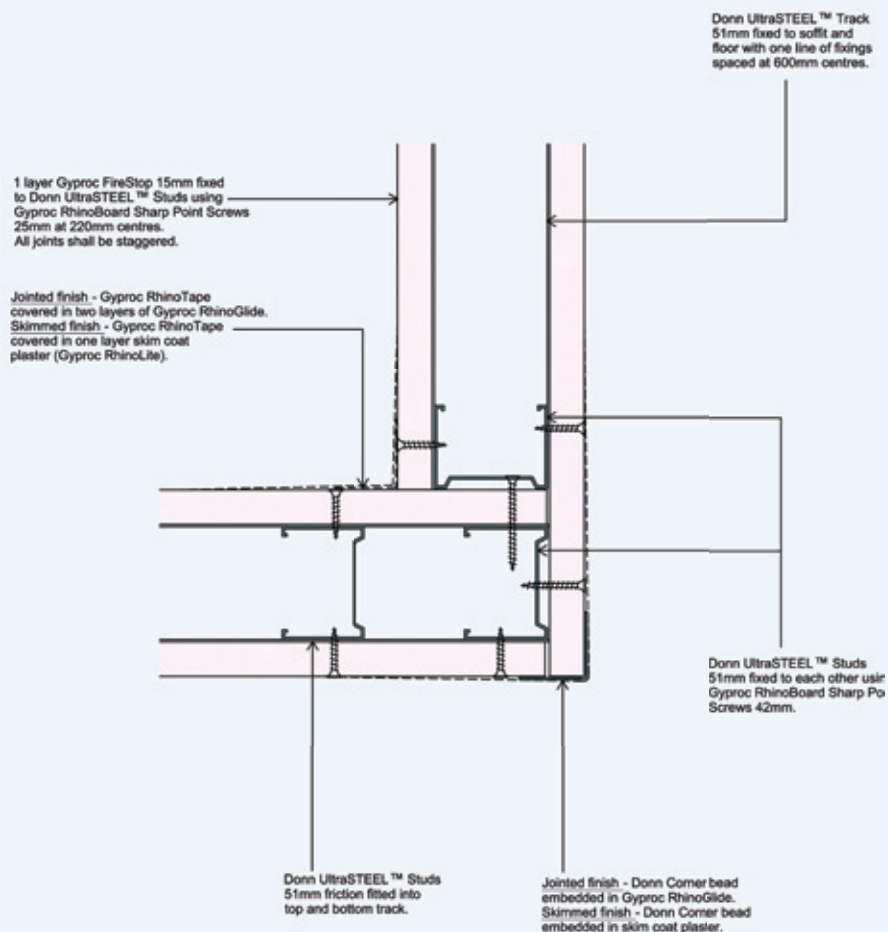 Donn UltraSTEEL™ Track
51mm fixed to soffit and
floor with one line of fixings
spaced at 600mm centres.
1 layer Gyproc FireStop 15mm fixed
to Donn UltraSTEEL™ Studs using
Gyproc RhinoBoard Sharp Point Screws
25mm at 220mm centres.
All joints shall be staggered.
Jointed finish - Gyproc RhinoTape
covered in two layers of Gyproc RhinoGlide.
Skimmed finish - Gyproc RhinoTape
covered in one layer skim coat
plaster (Gyproc RhinoLite).
Donn UltraSTEEL™ Studs
51mm fixed to each other usin
Gyproc RhinoBoard Sharp Po
Screws 42mm.
Donn UltraSTEEL™ Studs
51mm friction fitted into
top and bottom track.
Jointed finish - Donn Corner bead
embedded in Gyproc RhinoGlide.
Skimmed finish - Donn Corner bead
embedded in skim coat plaster.